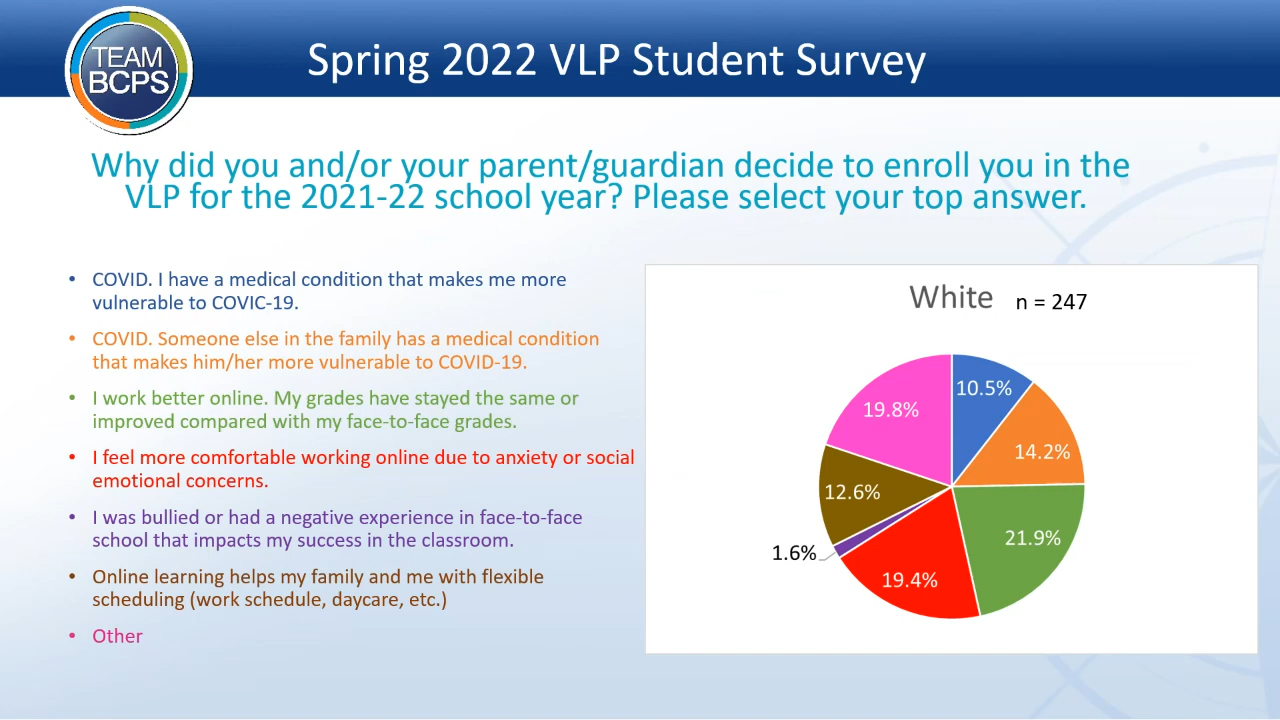 TEAM
BCPS
Spring 2022 VLP Student Survey
Why did you and/or your parent/guardian decide to enroll you in the
VLP for the 2021-22 school year? Please select your top answer.
• COVID. I have a medical condition that makes me more
vulnerable to COVIC-19.
• COVID. Someone else in the family has a medical condition
that makes him/her more vulnerable to COVID-19.
• I work better online. My grades have stayed the same or
improved compared with my face-to-face grades.
• I feel more comfortable working online due to anxiety or social
emotional concerns.
• I was bullied or had a negative experience in face-to-face
school that impacts my success in the classroom.
• Online learning helps my family and me with flexible
scheduling (work schedule, daycare, etc.)
• Other
White n = 247
10.5%
14.2%
21.9%
19.4%
1.6%
12.6%
19.8%